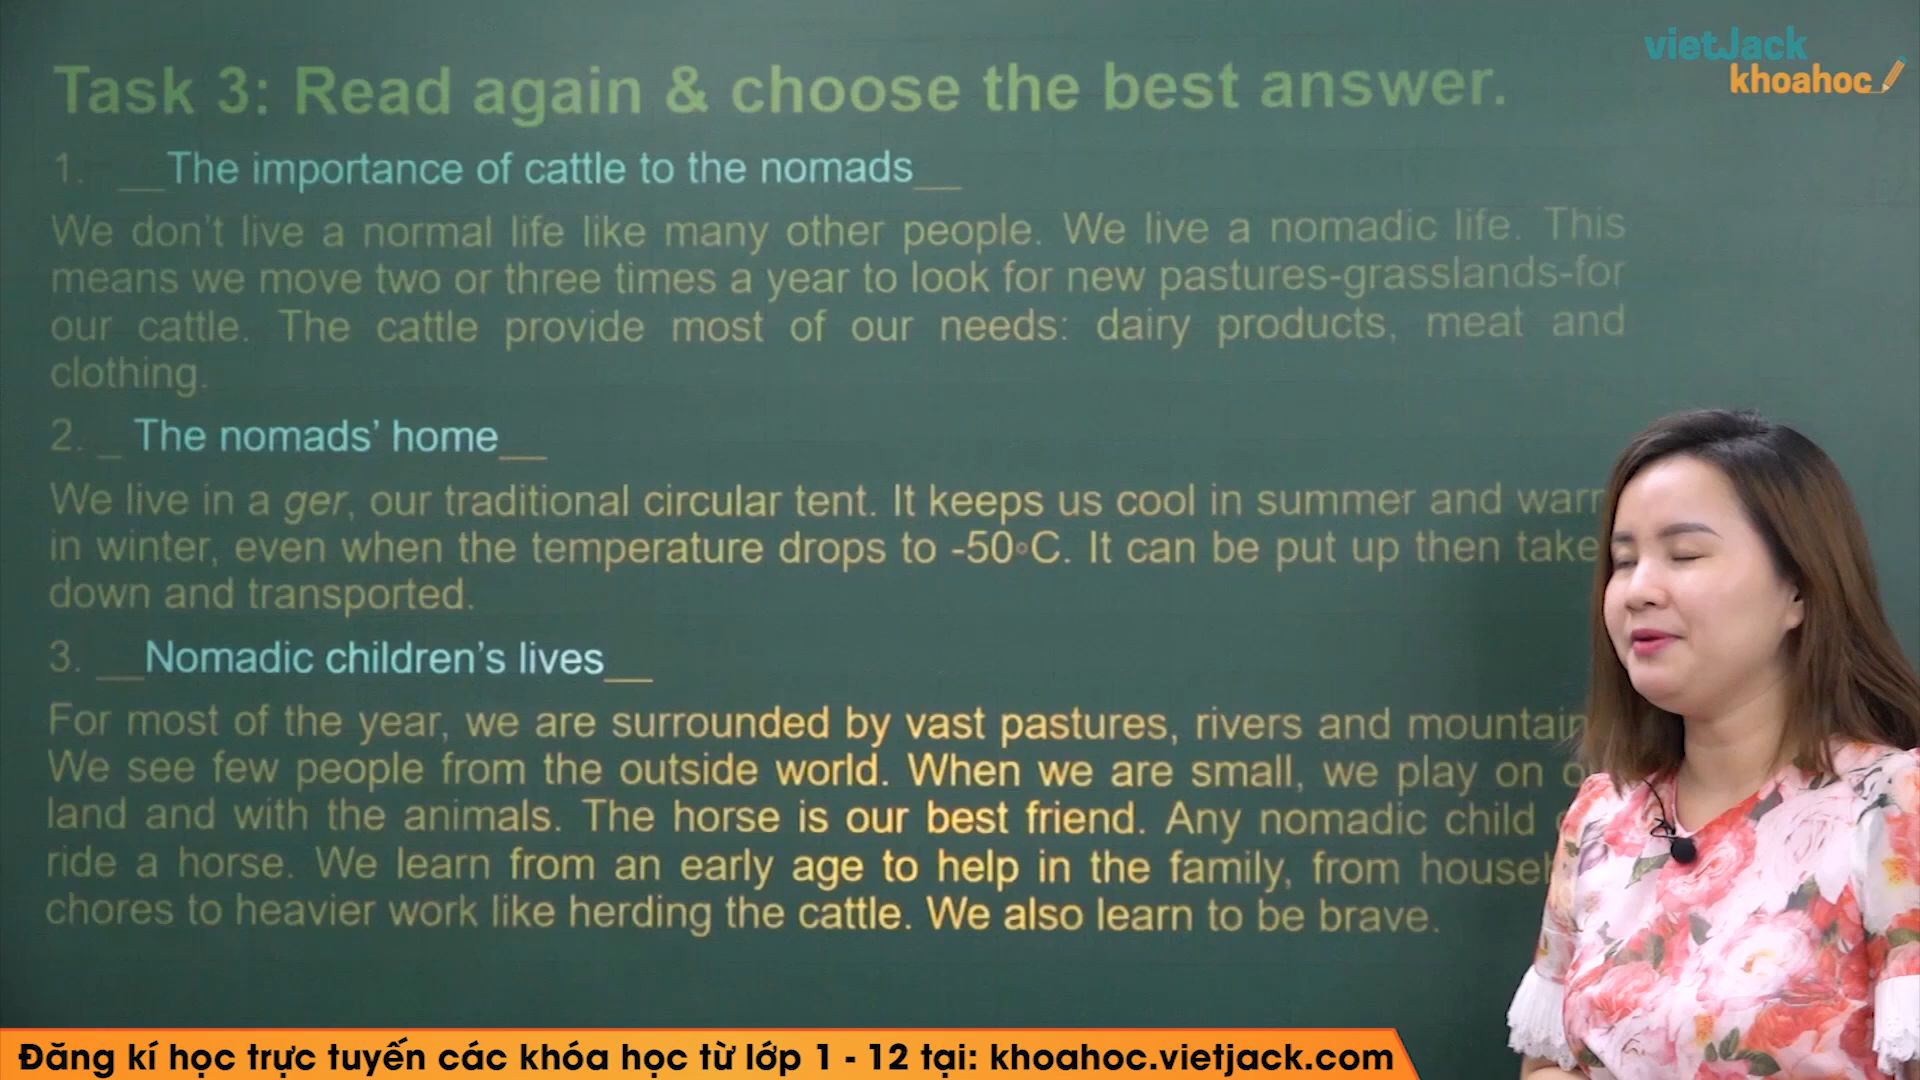 vietJack
khoahoc
Task 3: Read again & choose the best answer.
1. __The importance of cattle to the nomads__
We don't live a normal life like many other people. We live a nomadic life. This
means we move two or three times a year to look for new pastures-grasslands-for
our cattle. The cattle provide most of our needs: dairy products, meat and
clothing.
2. _ The nomads' home__
We live in a ger, our traditional circular tent. It keeps us cool in summer and
in winter, even when the temperature drops to -50°C. It can be put up then
down and transported.
3. __Nomadic children's lives__
For most of the year, we are surrounded by vast pastures, rivers and
We see few people from the outside world. When we are small, we play on
land and with the animals. The horse is our best friend. Any nomadic child
ride a horse. We learn from an early age to help in the family, from
chores to heavier work like herding the cattle. We also learn to be brave.
Đăng kí học trực tuyến các khóa học từ lớp 1 - 12 tại: khoahoc.vietjack.com